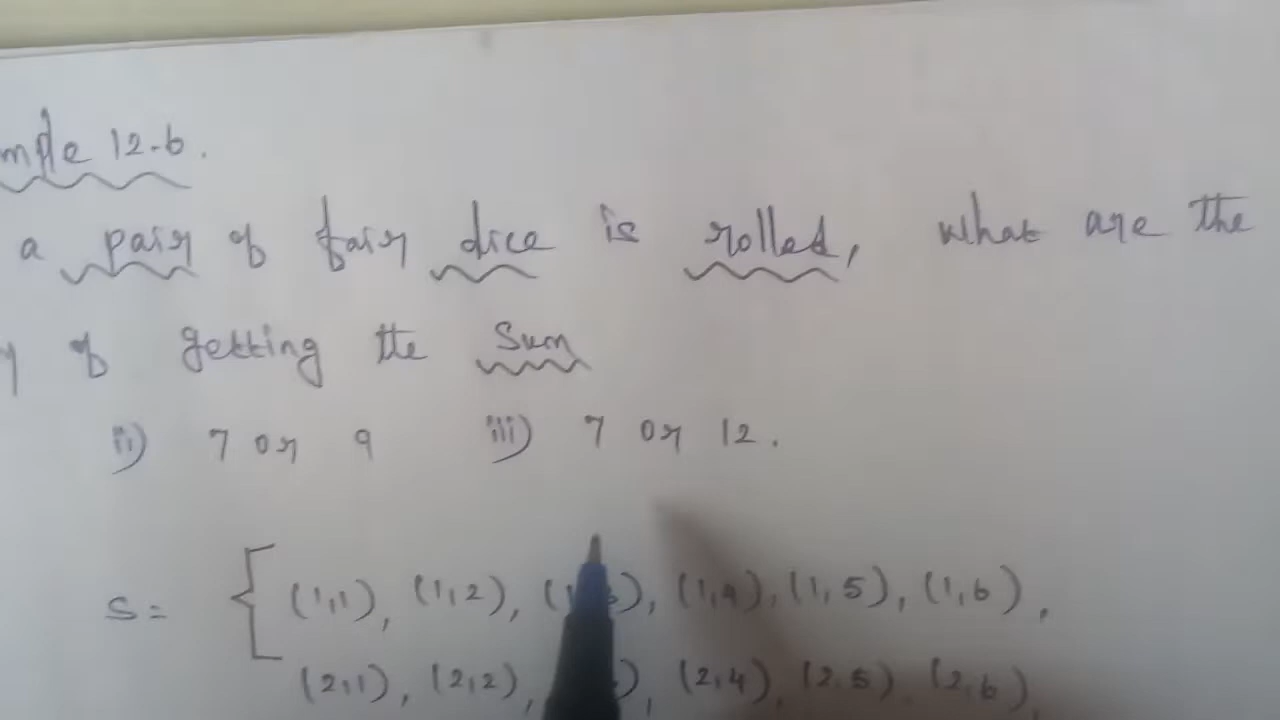 mple 12.6.
a pair of fair dice is rolled, what are the
y of getting the Sum
ii) 7 or 9 iii) 7 or 12.
S = { (1,1), (1,2), (1, 3), (1,4), (1,5), (1,6),
(2,1), (2,2), ), (2,4), (2,5), (2,6),